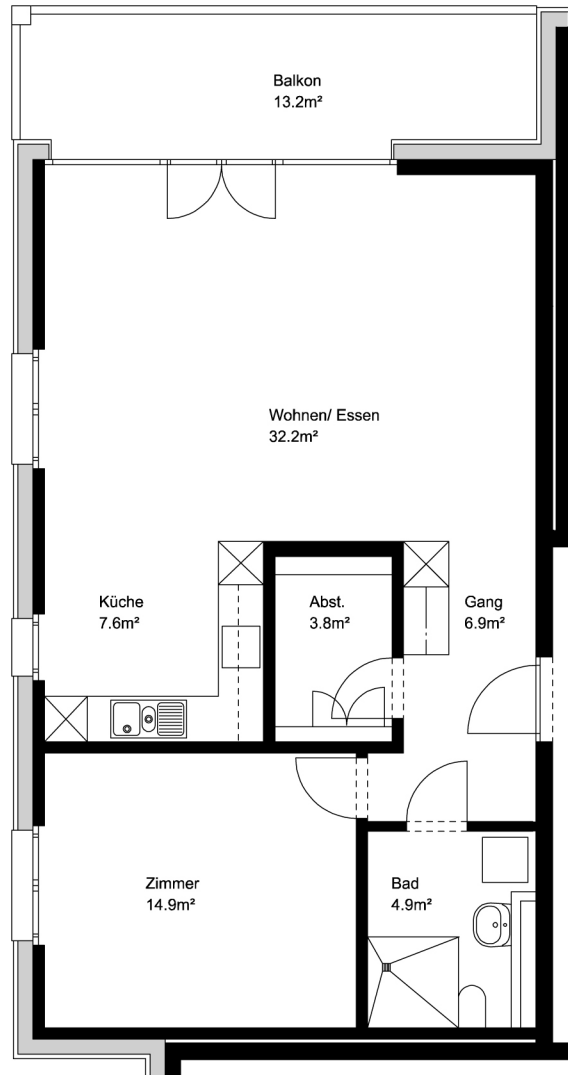 Balkon
13.2m²
Wohnen/ Essen
32.2m²
Küche
7.6m²
Abst.
3.8m²
Gang
6.9m²
Zimmer
14.9m²
Bad
4.9m²